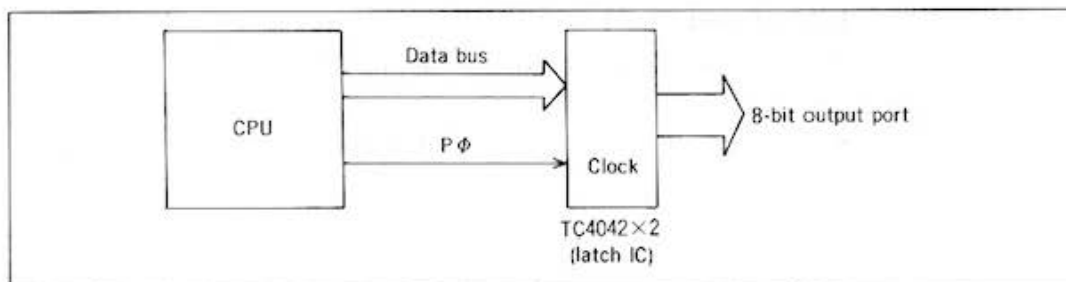 Data bus
CPU
PΦ
Clock
8-bit output port
TC4042×2
(latch IC)